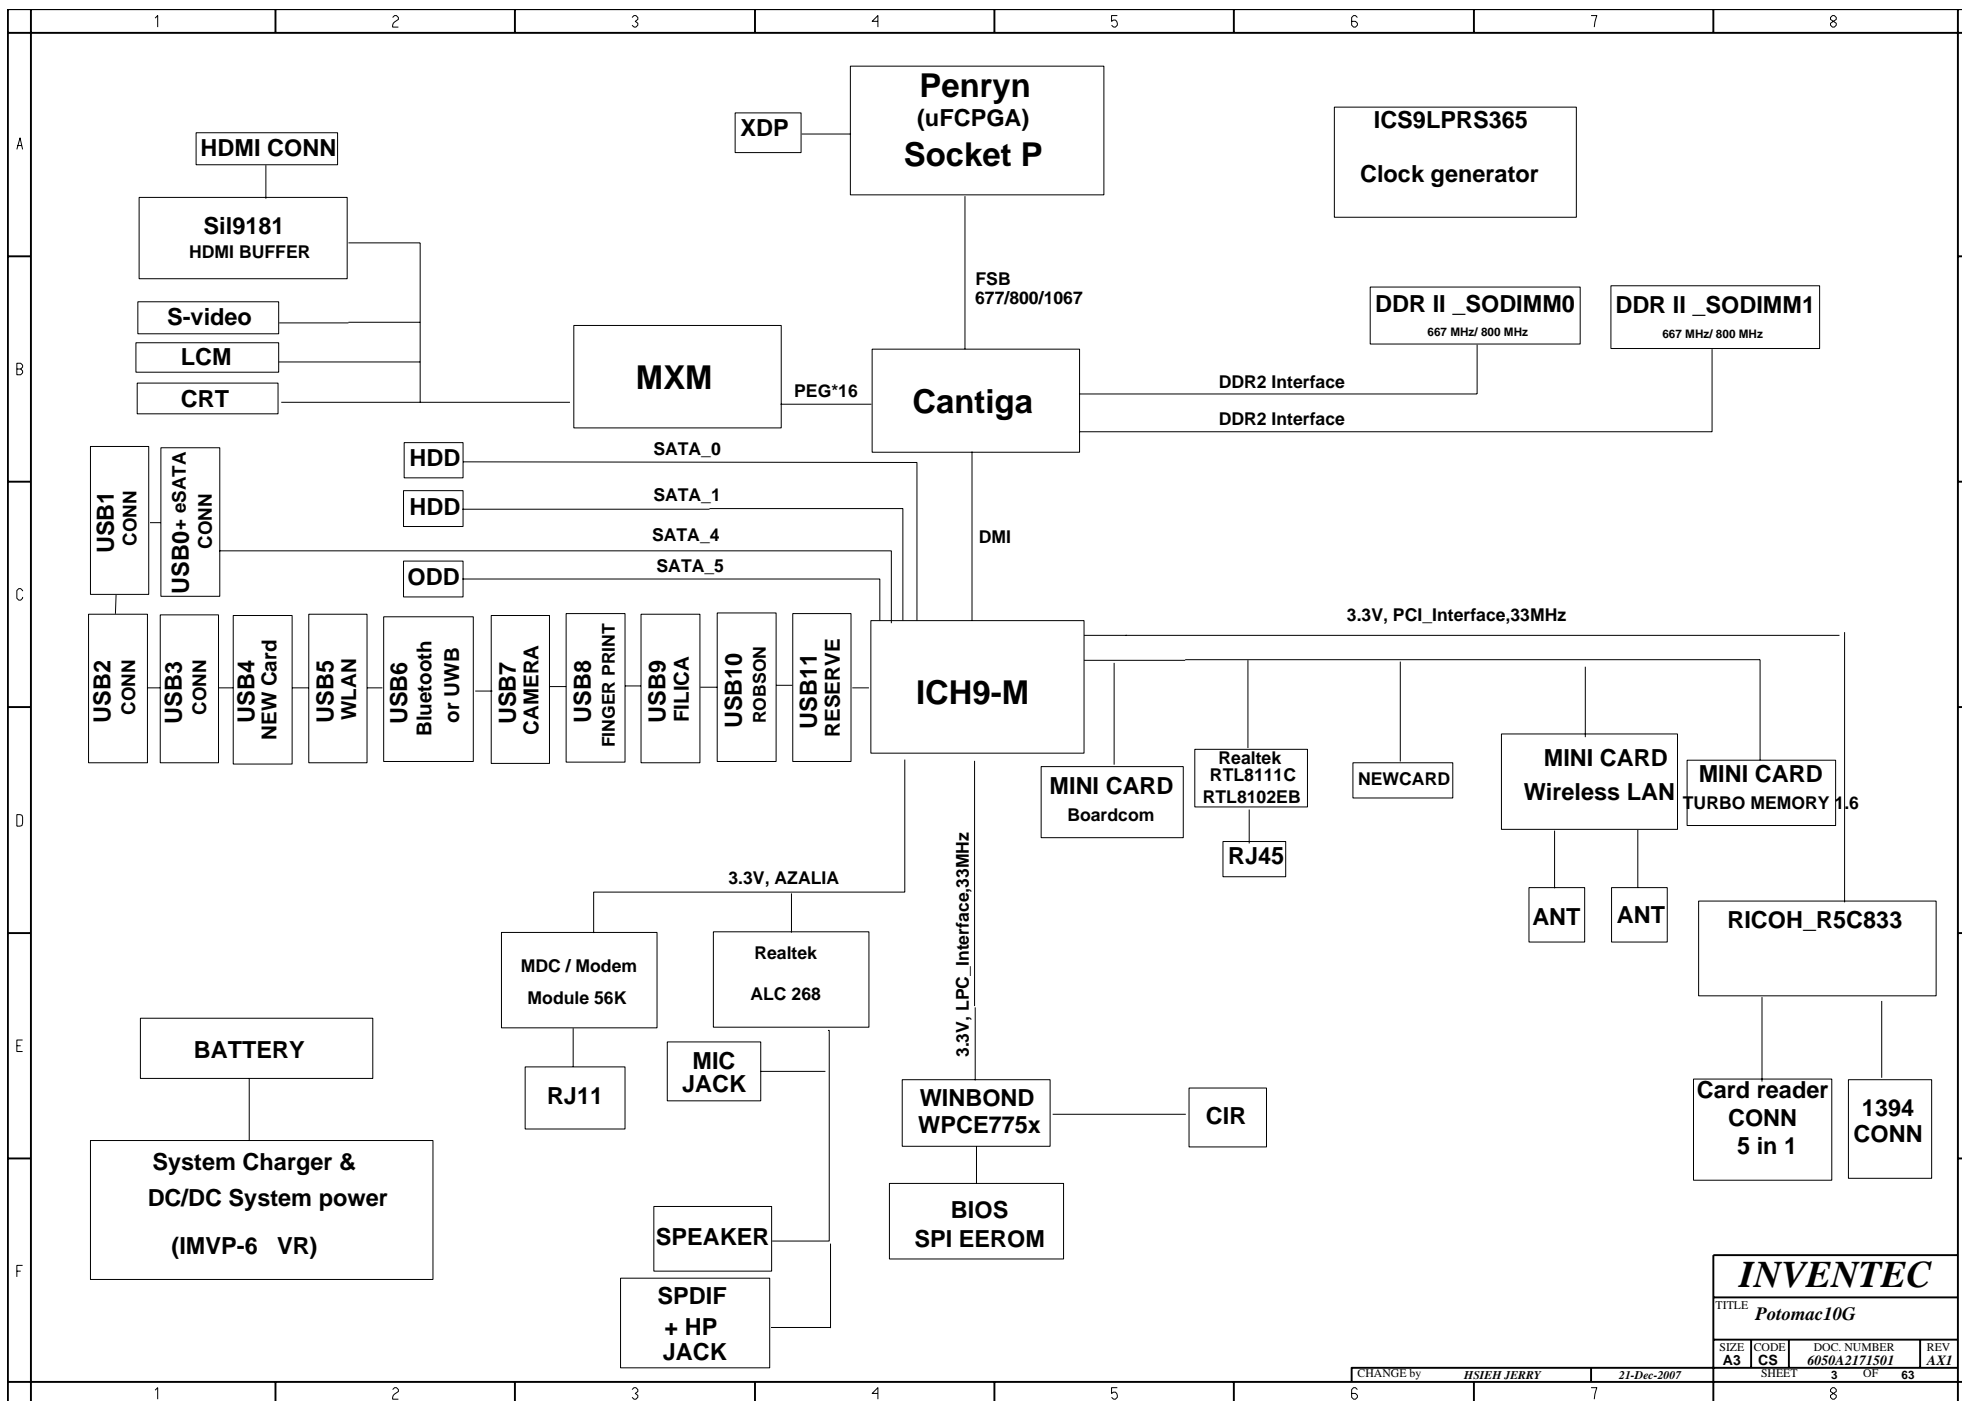 1 2 3 4 5 6 7 8
A
B
C
D
E
F
Penryn
(uFCPGA)
Socket P
XDP
ICS9LPRS365
Clock generator
HDMI CONN
SiI9181
HDMI BUFFER
S-video
LCM
CRT
MXM
PEG*16
FSB
677/800/1067
Cantiga
DDR II _SODIMM0
667 MHz/ 800 MHz
DDR II _SODIMM1
667 MHz/ 800 MHz
DDR2 Interface
DDR2 Interface
HDD
SATA_0
HDD
SATA_1
SATA_4
ODD
SATA_5
DMI
USB1
CONN
USB0+ eSATA
CONN
USB2
CONN
USB3
CONN
USB4
NEW Card
USB5
WLAN
USB6
Bluetooth
or UWB
USB7
CAMERA
USB8
FINGER PRINT
USB9
FILICA
USB10
ROBSON
USB11
RESERVE
ICH9-M
3.3V, PCI_Interface,33MHz
MINI CARD
Boardcom
Realtek
RTL8111C
RTL8102EB
RJ45
NEWCARD
MINI CARD
Wireless LAN
MINI CARD
TURBO MEMORY 1.6
ANT
ANT
RICOH_R5C833
Card reader
CONN
5 in 1
1394
CONN
3.3V, AZALIA
3.3V, LPC_Interface,33MHz
MDC / Modem
Module 56K
RJ11
Realtek
ALC 268
MIC
JACK
SPEAKER
SPDIF
+ HP
JACK
WINBOND
WPCE775x
CIR
BIOS
SPI EEROM
BATTERY
System Charger &
DC/DC System power
(IMVP-6 VR)
INVENTEC
TITLE
Potomac10G
SIZE CODE DOC. NUMBER REV
A3 CS 6050A2171501 AX1
CHANGE by HSIEH JERRY 21-Dec-2007 SHEET 3 OF 63
1 2 3 4 5 6 7 8